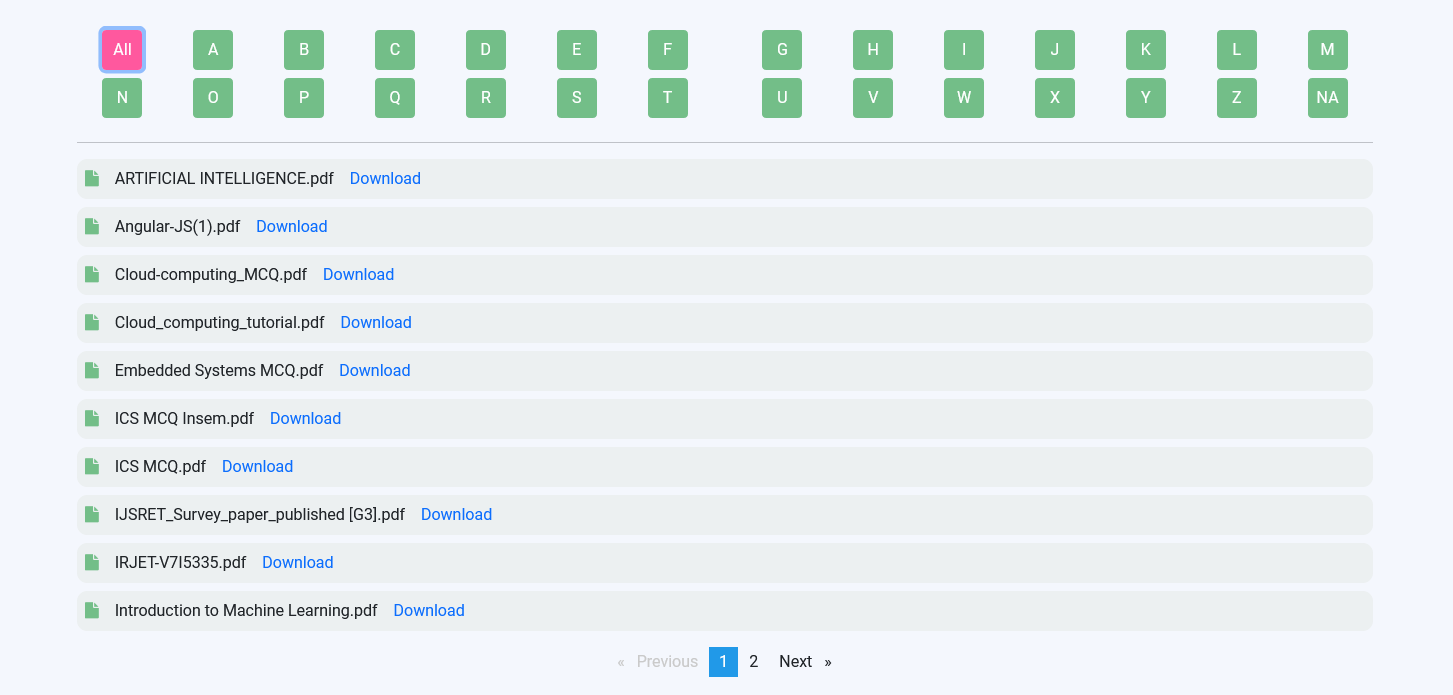 All A B C D E F G H I J K L M
N O P Q R S T U V W X Y Z NA
ARTIFICIAL INTELLIGENCE.pdf Download
Angular-JS(1).pdf Download
Cloud-computing_MCQ.pdf Download
Cloud_computing_tutorial.pdf Download
Embedded Systems MCQ.pdf Download
ICS MCQ Insem.pdf Download
ICS MCQ.pdf Download
IJSRET_Survey_paper_published [G3].pdf Download
IRJET-V7I5335.pdf Download
Introduction to Machine Learning.pdf Download
« Previous 1 2 Next »